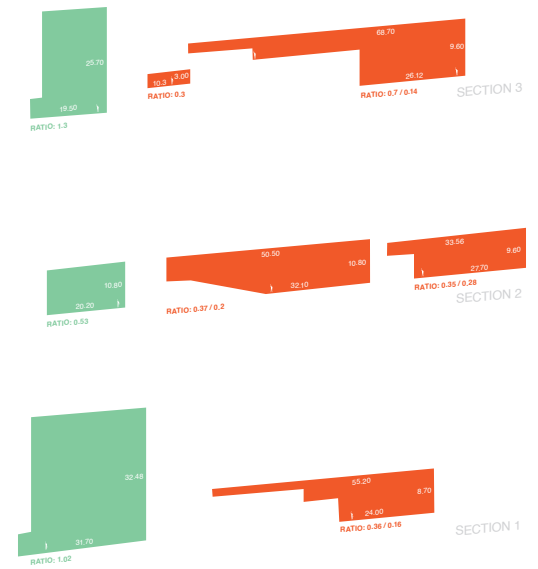 68.70
25.70
9.60
10.3
3.00
26.12
19.50
RATIO: 0.3
RATIO: 0.7 / 0.14
SECTION 3
RATIO: 1.3
50.50
33.56
10.80
9.60
10.60
32.10
27.70
20.20
RATIO: 0.37 / 0.2
RATIO: 0.35 / 0.28
SECTION 2
RATIO: 0.53
32.48
55.20
8.70
31.70
24.00
RATIO: 0.36 / 0.16
SECTION 1
RATIO: 1.02